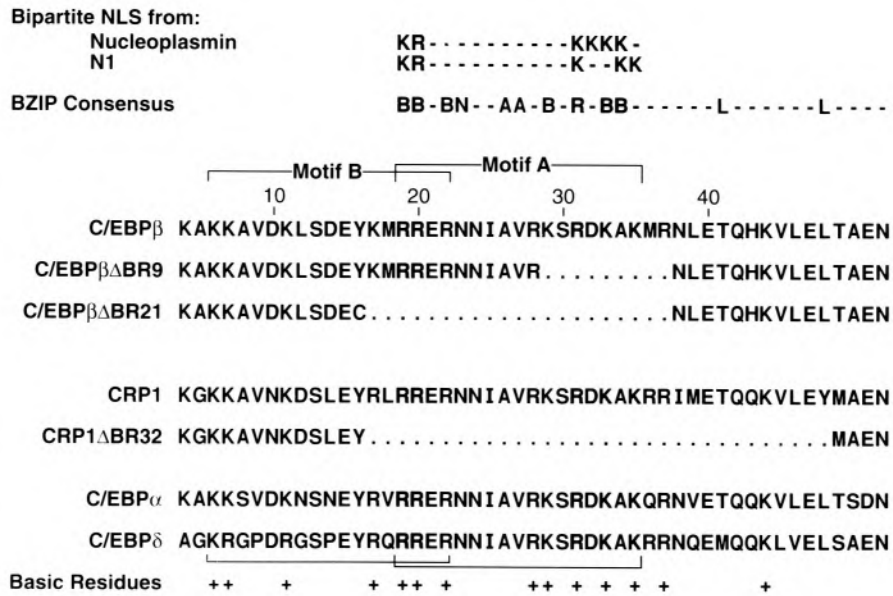 Bipartite NLS from:
Nucleoplasmin KR----------KKKK-
N1 KR----------K--KK
BZIP Consensus BB-BN--AA-B-R-BB------L------L----
Motif B Motif A
10 20 30 40
C/EBPβ KAKKAVDKLSDEYKMRRERNNIAVRKSRDKAKMRNLETQHKVLELTAEN
C/EBPβΔBR9 KAKKAVDKLSDEYKMRRERNNIAVR.........NLETQHKVLELTAEN
C/EBPβΔBR21 KAKKAVDKLSDEC.....................NLETQHKVLELTAEN
CRP1 KGKKAVNKDSLEYRLRRERNNIAVRKSRDKAKRRIMETQQKVLEYMAEN
CRP1ΔBR32 KGKKAVNKDSLEY................................MAEN
C/EBPα KAKKSVDKNSNEYRVRRERNNIAVRKSRDKAKQRNVETQQKVLELTSDN
C/EBPδ AGKRGPDRGSPEYRQRRERNNIAVRKSRDKAKRRNQEMQQKLVELSAEN
Basic Residues ++ + + ++ + ++ + + + + +